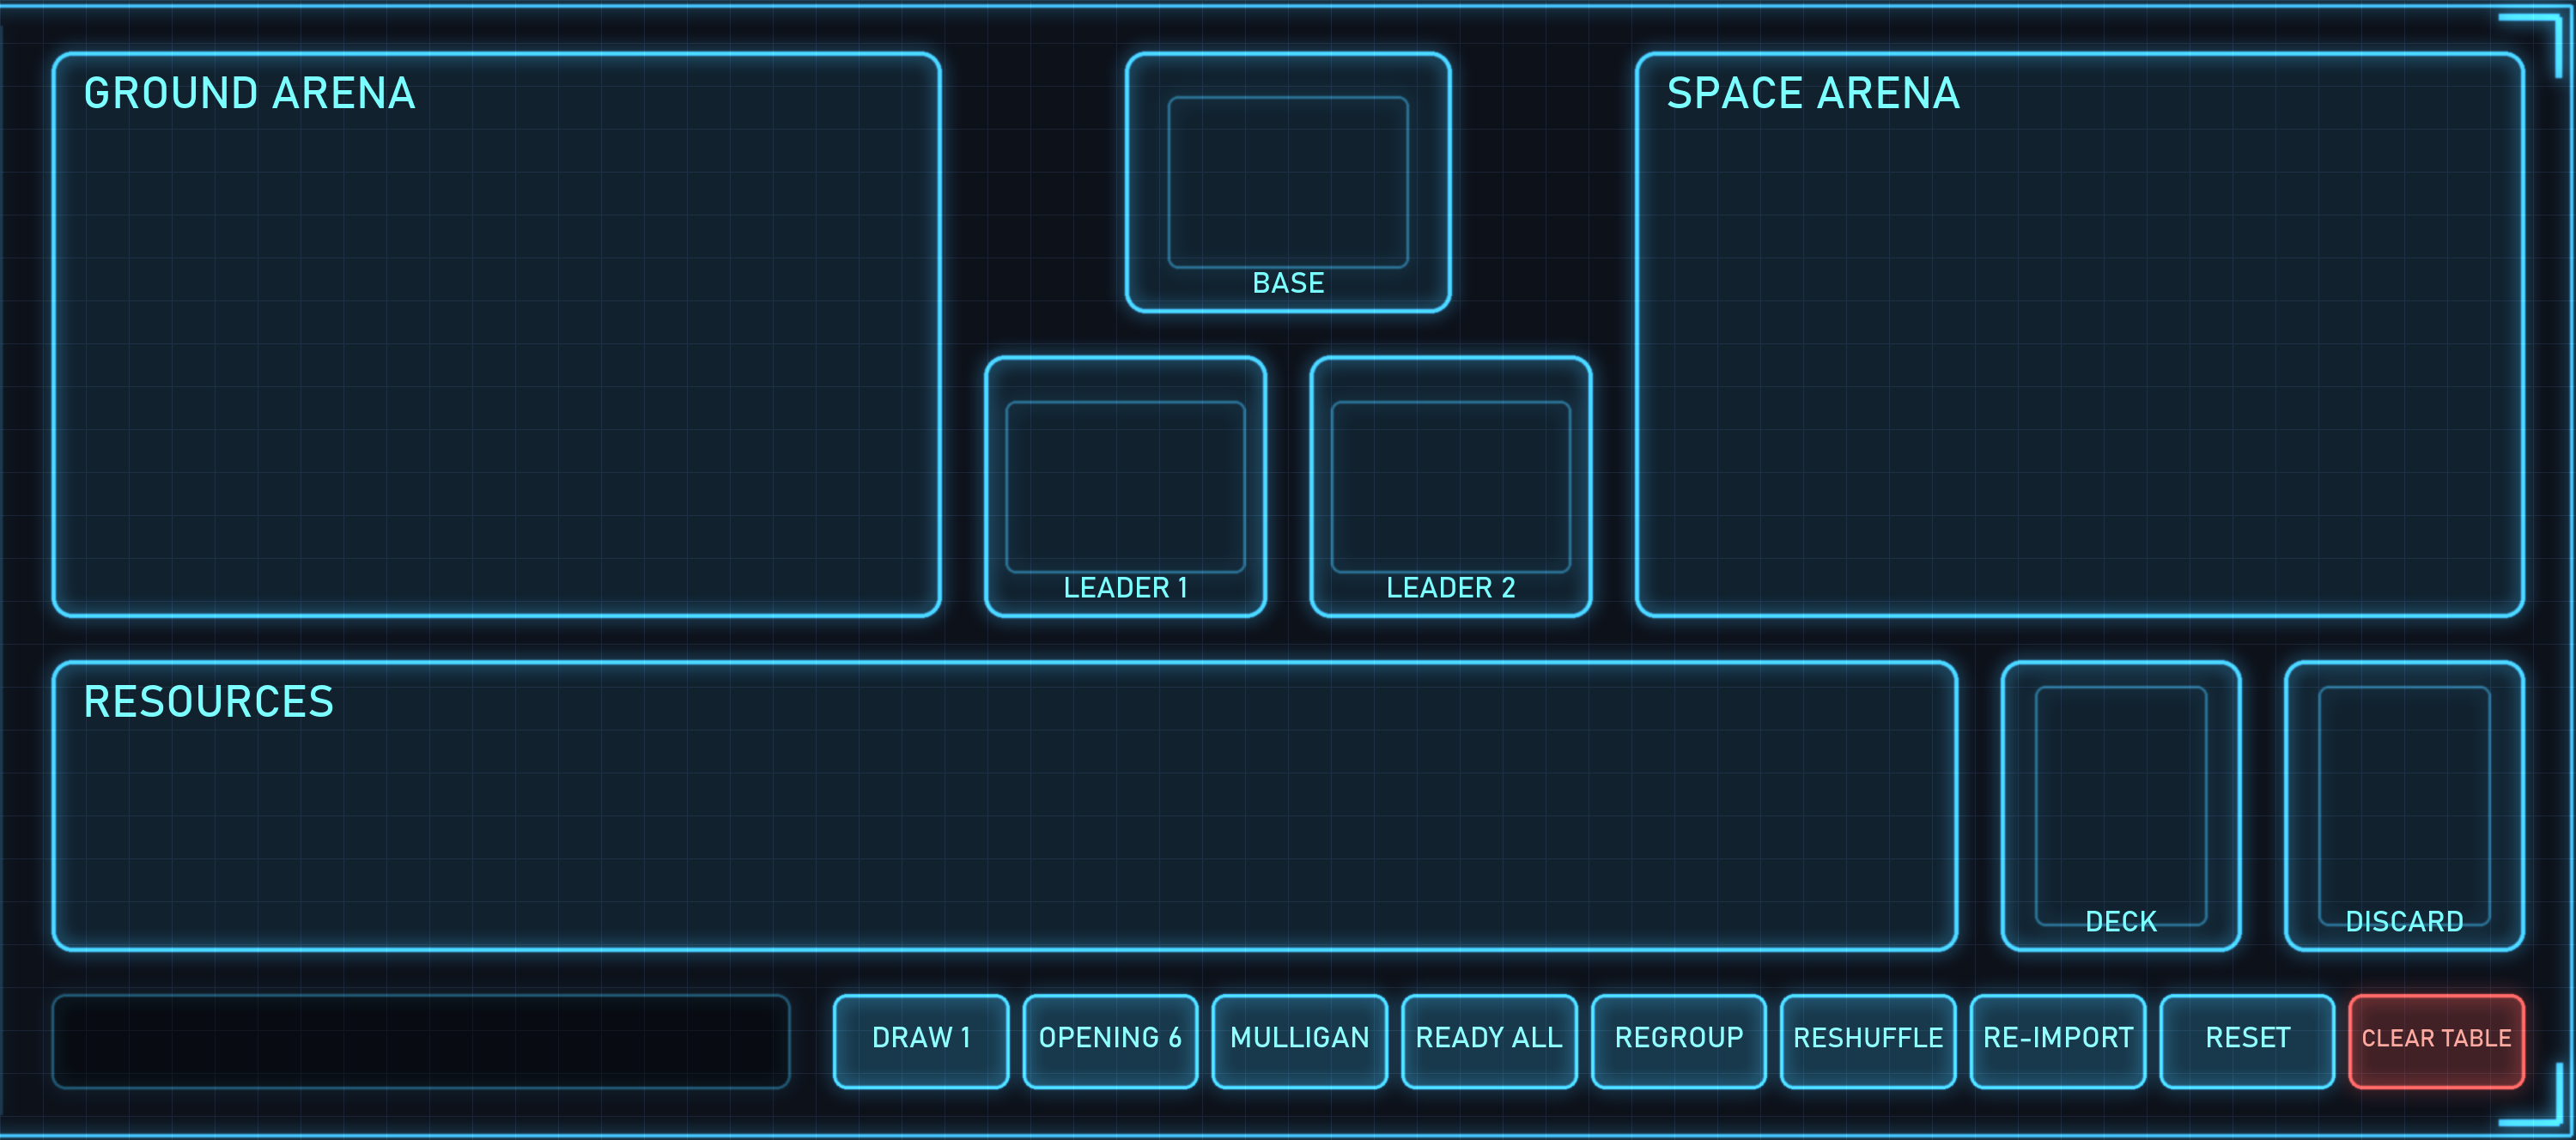 GROUND ARENA
BASE
SPACE ARENA
LEADER 1
LEADER 2
RESOURCES
DECK
DISCARD
DRAW 1
OPENING 6
MULLIGAN
READY ALL
REGROUP
RESHUFFLE
RE-IMPORT
RESET
CLEAR TABLE